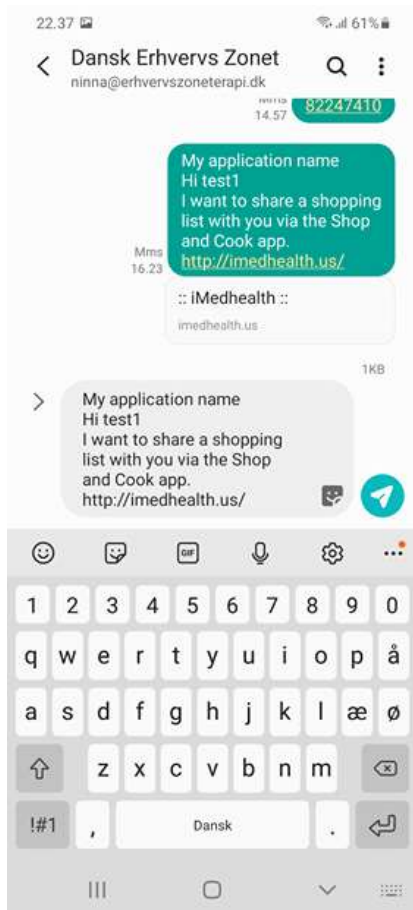 22.37 61%
Dansk Erhvervs Zonet
ninna@erhvervszoneterapi.dk
Mms
14.57
82247410
My application name
Hi test1
I want to share a shopping
list with you via the Shop
and Cook app.
http://imedhealth.us/
Mms
16.23
:: iMedhealth ::
imedhealth.us
1KB
My application name
Hi test1
I want to share a shopping
list with you via the Shop
and Cook app.
http://imedhealth.us/
GIF
1 2 3 4 5 6 7 8 9 0
q w e r t y u i o p å
a s d f g h j k l æ ø
z x c v b n m
!#1 , Dansk .